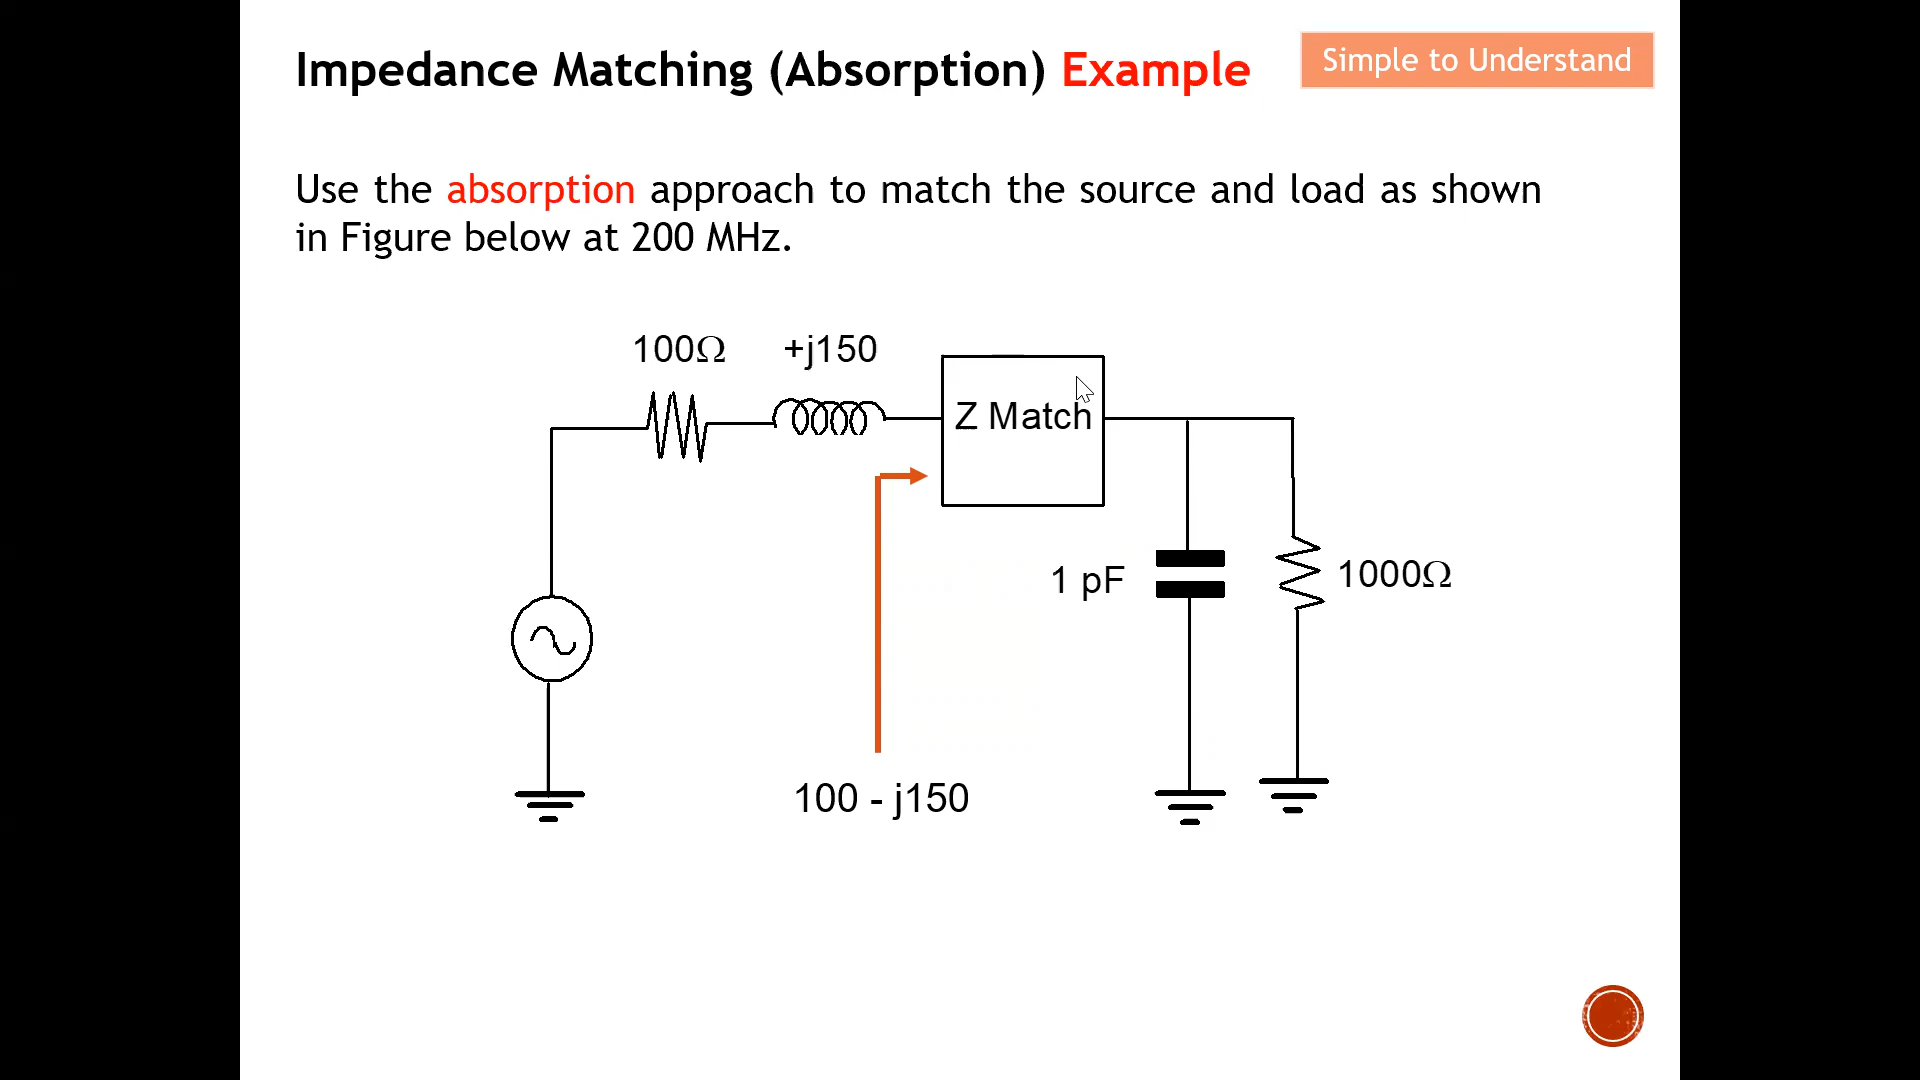 Impedance Matching (Absorption) Example
Simple to Understand
Use the absorption approach to match the source and load as shown
in Figure below at 200 MHz.
100Ω
+j150
Z Match
1 pF
1000Ω
100 - j150